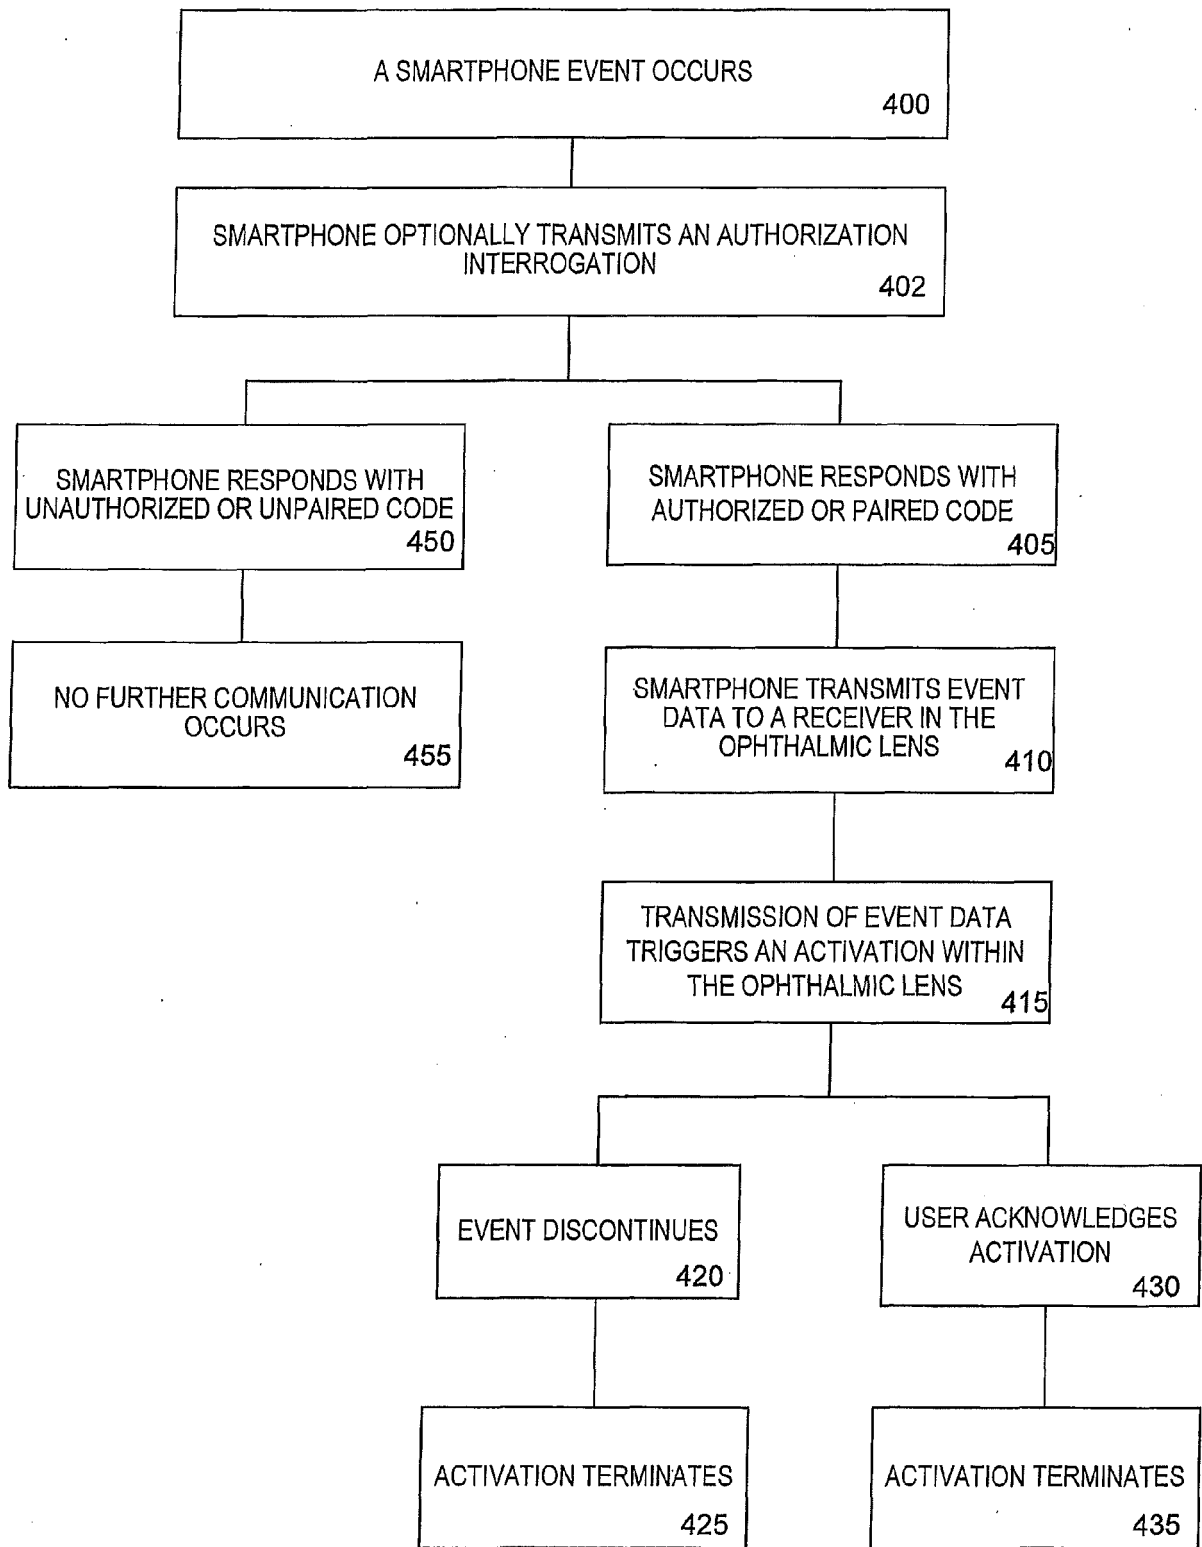 A SMARTPHONE EVENT OCCURS
400
SMARTPHONE OPTIONALLY TRANSMITS AN AUTHORIZATION
INTERROGATION
402
SMARTPHONE RESPONDS WITH
UNAUTHORIZED OR UNPAIRED CODE
450
SMARTPHONE RESPONDS WITH
AUTHORIZED OR PAIRED CODE
405
NO FURTHER COMMUNICATION
OCCURS
455
SMARTPHONE TRANSMITS EVENT
DATA TO A RECEIVER IN THE
OPHTHALMIC LENS
410
TRANSMISSION OF EVENT DATA
TRIGGERS AN ACTIVATION WITHIN
THE OPHTHALMIC LENS
415
EVENT DISCONTINUES
420
USER ACKNOWLEDGES
ACTIVATION
430
ACTIVATION TERMINATES
425
ACTIVATION TERMINATES
435